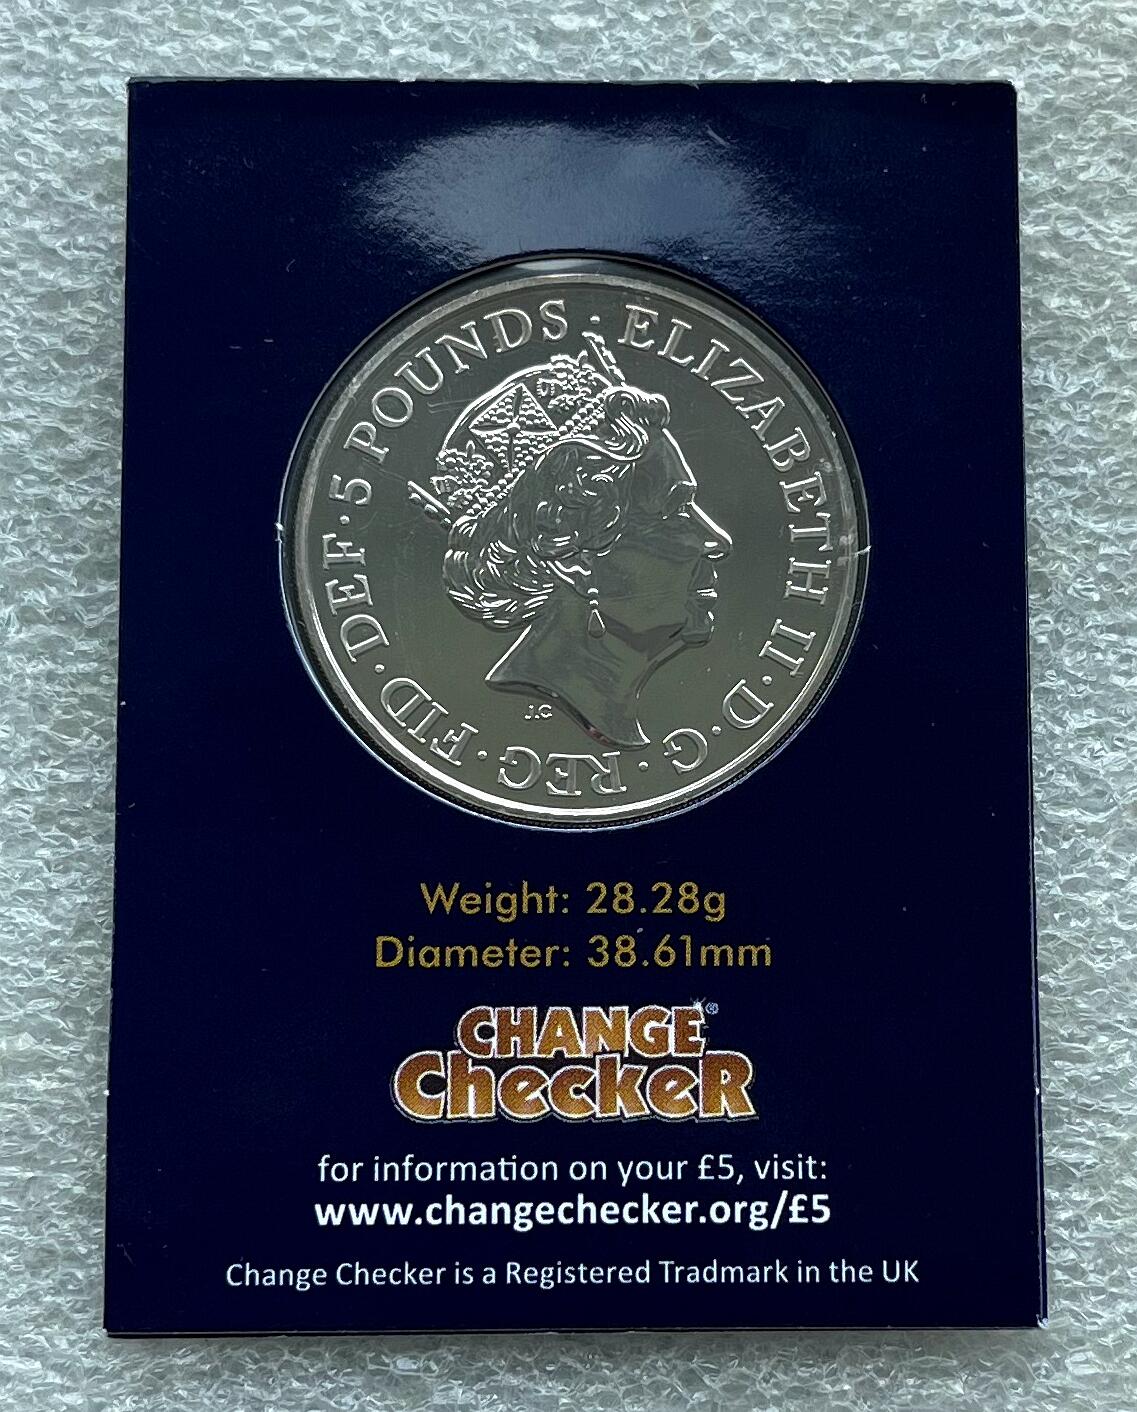 ELIZABETH II · D · G · REG · FID · DEF · 5 POUNDS ·
J.C
Weight: 28.28g
Diameter: 38.61mm
CHANGE ®
CheckeR
for information on your £5, visit:
www.changechecker.org/£5
Change Checker is a Registered Tradmark in the UK